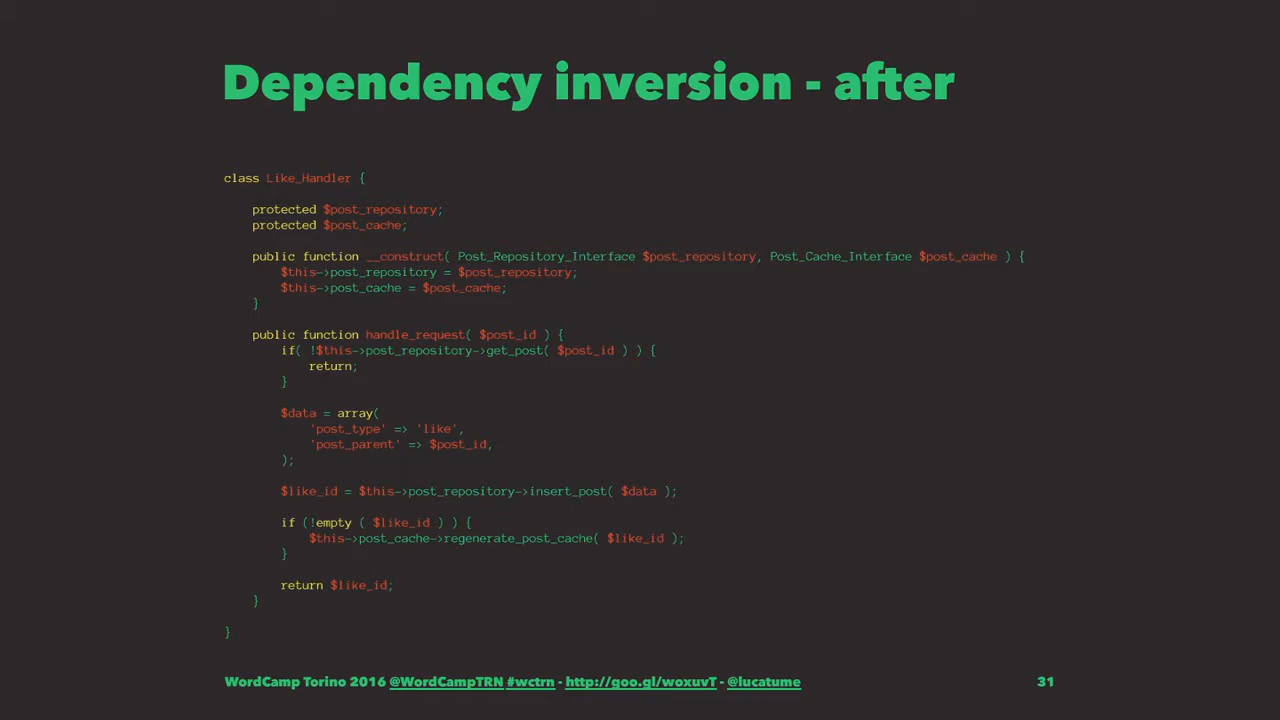 Dependency inversion - after
class Like_Handler {
protected $post_repository;
protected $post_cache;
public function __construct( Post_Repository_Interface $post_repository, Post_Cache_Interface $post_cache ) {
$this->post_repository = $post_repository;
$this->post_cache = $post_cache;
}
public function handle_request( $post_id ) {
if( !$this->post_repository->get_post( $post_id ) ) {
return;
}
$data = array(
'post_type' => 'like',
'post_parent' => $post_id,
);
$like_id = $this->post_repository->insert_post( $data );
if (!empty ( $like_id ) ) {
$this->post_cache->regenerate_post_cache( $like_id );
}
return $like_id;
}
}
WordCamp Torino 2016 @WordCampTRN #wctrn - http://goo.gl/woxuvT - @lucatume 31